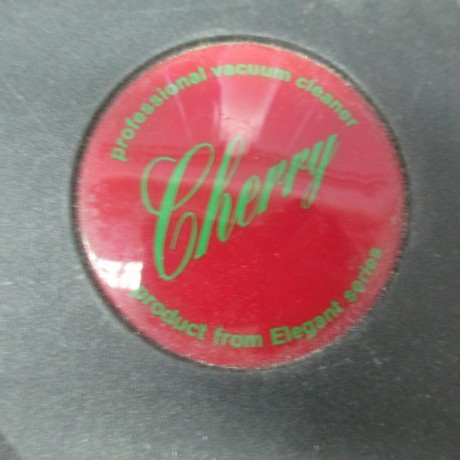 professional vacuum cleaner
Cherry
product from Elegant series